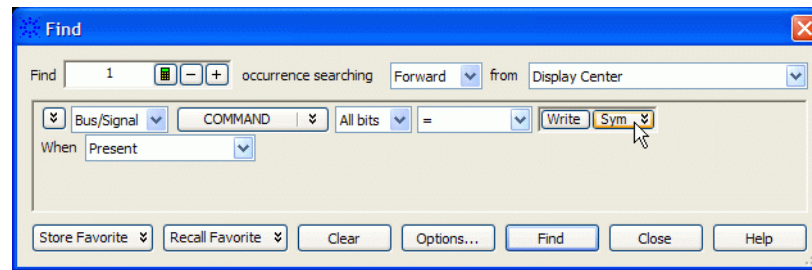 Find
Find 1 - + occurrence searching Forward from Display Center
Bus/Signal COMMAND All bits = Write Sym
When Present
Store Favorite Recall Favorite Clear Options... Find Close Help